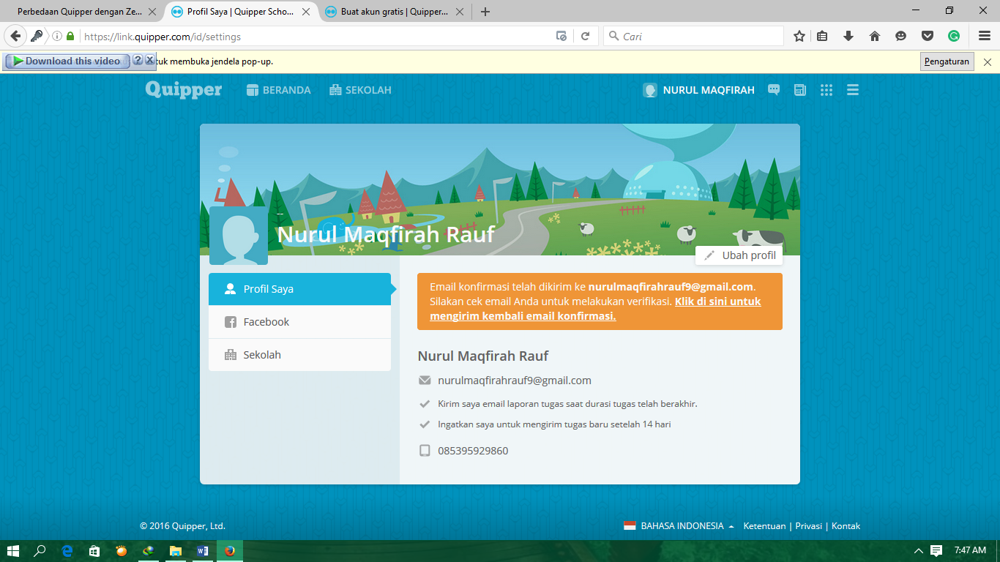 Perbedaan Quipper dengan Ze...
Profil Saya | Quipper Scho...
Buat akun gratis | Quipper...
https://link.quipper.com/id/settings
Cari
Download this video
tuk membuka jendela pop-up.
Pengaturan
Quipper
BERANDA
SEKOLAH
NURUL MAQFIRAH
--
Nurul Maqfirah Rauf
Ubah profil
Profil Saya
Facebook
Sekolah
Email konfirmasi telah dikirim ke nurulmaqfirahrauf9@gmail.com.
Silakan cek email Anda untuk melakukan verifikasi. Klik di sini untuk
mengirim kembali email konfirmasi.
Nurul Maqfirah Rauf
nurulmaqfirahrauf9@gmail.com
Kirim saya email laporan tugas saat durasi tugas telah berakhir.
Ingatkan saya untuk mengirim tugas baru setelah 14 hari
085395929860
© 2016 Quipper, Ltd.
BAHASA INDONESIA
Ketentuan | Privasi | Kontak
7:47 AM